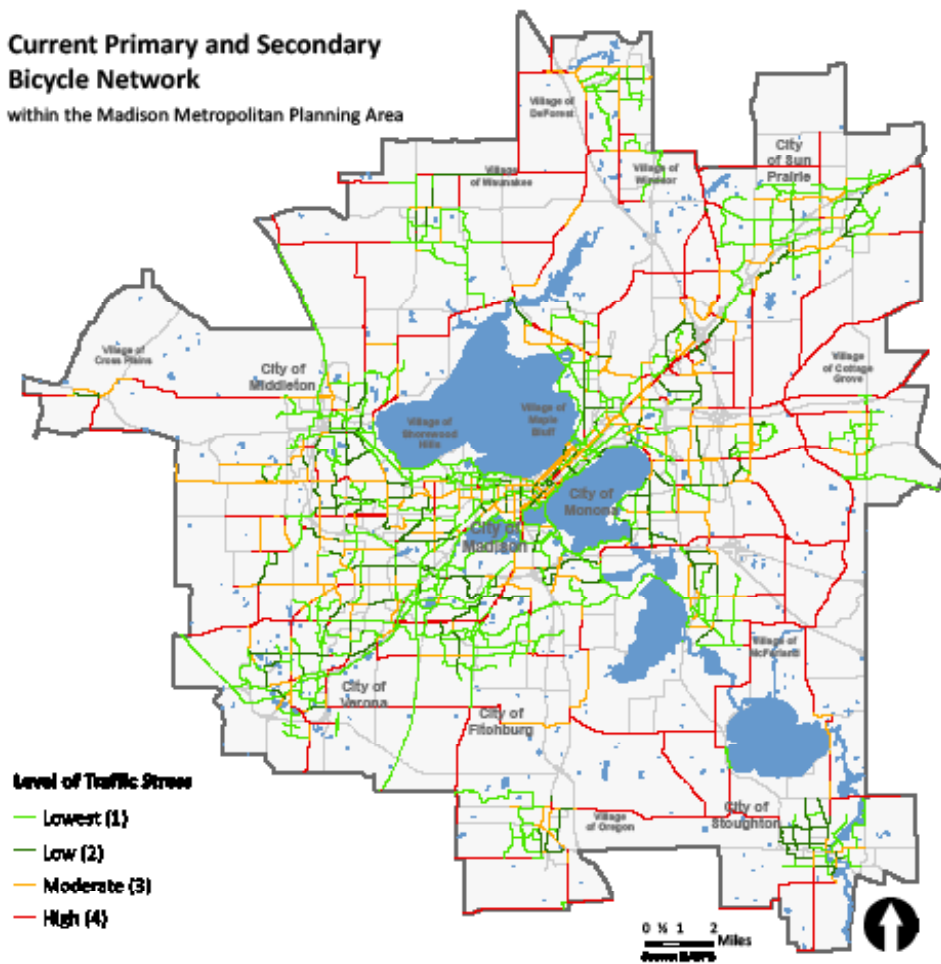 Current Primary and Secondary
Bicycle Network
within the Madison Metropolitan Planning Area
Village of
DeForest
City
of Sun
Prairie
Village
of Waunakee
Village of
Windsor
Village of
Cross Plains
City of
Middleton
Village
of Cottage
Grove
Village of
Shorewood
Hills
Village of
Maple
Bluff
City of
Monona
City of
Madison
Village of
McFarland
City of
Verona
City of
Fitchburg
Level of Traffic Stress
Lowest (1)
Low (2)
Moderate (3)
High (4)
Village
of Oregon
City of
Stoughton
0 ½ 1 2
Miles